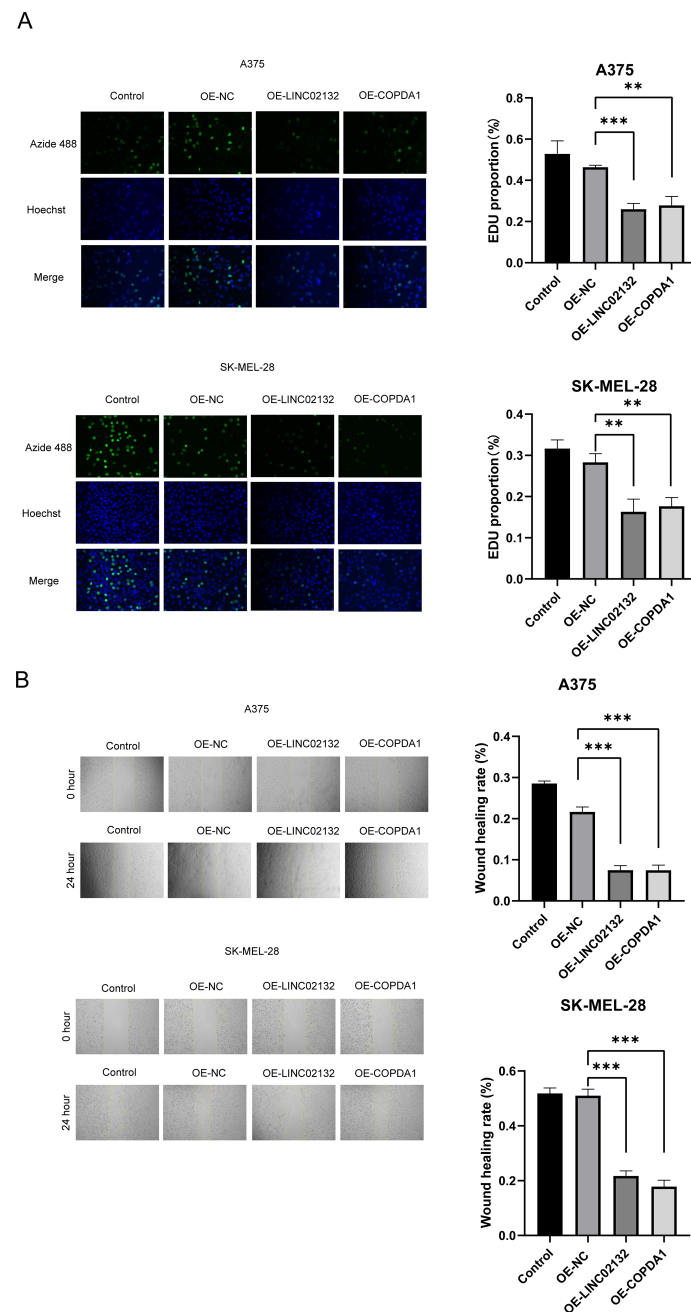 A
A375
Control OE-NC OE-LINC02132 OE-COPDA1
Azide 488
Hoechst
Merge
A375
** 
***
EDU proportion(%)
0.8
0.6
0.4
0.2
0.0
Control OE-NC OE-LINC02132 OE-COPDA1
SK-MEL-28
Control OE-NC OE-LINC02132 OE-COPDA1
Azide 488
Hoechst
Merge
SK-MEL-28
**
**
EDU proportion(%)
0.4
0.3
0.2
0.1
0.0
Control OE-NC OE-LINC02132 OE-COPDA1
B
A375
Control OE-NC OE-LINC02132 OE-COPDA1
0 hour
24 hour
Control OE-NC OE-LINC02132 OE-COPDA1
A375
***
***
Wound healing rate (%)
0.4
0.3
0.2
0.1
0.0
Control OE-NC OE-LINC02132 OE-COPDA1
SK-MEL-28
Control OE-NC OE-LINC02132 OE-COPDA1
0 hour
24 hour
Control OE-NC OE-LINC02132 OE-COPDA1
SK-MEL-28
***
***
Wound healing rate (%)
0.6
0.4
0.2
0.0
Control OE-NC OE-LINC02132 OE-COPDA1